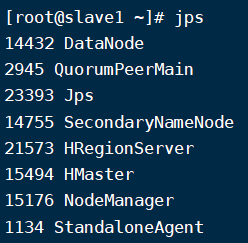 [root@slave1 ~]# jps
14432 DataNode
2945 QuorumPeerMain
23393 Jps
14755 SecondaryNameNode
21573 HRegionServer
15494 HMaster
15176 NodeManager
1134 StandaloneAgent